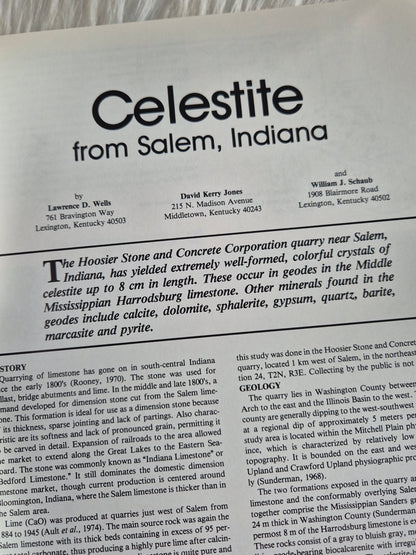 Celestite
from Salem, Indiana
by
Lawrence D. Wells
761 Bravington Way
Lexington, Kentucky 40503
David Kerry Jones
215 N. Madison Avenue
Middletown, Kentucky 40243
and
William J. Schaub
1908 Blairmore Road
Lexington, Kentucky 40502
The Hoosier Stone and Concrete Corporation quarry near Salem,
Indiana, has yielded extremely well-formed, colorful crystals of
celestite up to 8 cm in length. These occur in geodes in the Middle
Mississippian Harrodsburg limestone. Other minerals found in the
geodes include calcite, dolomite, sphalerite, gypsum, quartz, barite,
marcasite and pyrite.
STORY
Quarrying of limestone has gone on in south-central Indiana
ce the early 1800's (Rooney, 1970). The stone was used for
llast, bridge abutments and lime. In the middle and late 1800's, a
mand developed for dimension stone cut from the Salem lime-
one. This formation is ideal for use as a dimension stone because
its thickness, sparse jointing and lack of partings. Also charac-
ristic are its softness and lack of pronounced grain, permitting it
be carved in detail. Expansion of railroads to the area allowed
e market to extend along the Great Lakes to the Eastern Sea-
oard. The stone was commonly known as "Indiana Limestone" or
Bedford Limestone." It still dominates the domestic dimension
mestone market, though current production is centered around
loomington, Indiana, where the Salem limestone is thicker than in
he Salem area.
Lime (CaO) was produced at quarries just west of Salem from
884 to 1945 (Ault et al., 1974). The main source rock was again the
Salem limestone with its thick beds containing in excess of 95 per-
carbonate, thus producing a highly pure lime after calcin-
limestone is quite pure and
this study was done in the Hoosier Stone and Concret
quarry, located 1 km west of Salem, in the northeast
tion 24, T2N, R3E. Collecting by the public is not
GEOLOGY
The quarry lies in Washington County between
Arch to the east and the Illinois Basin to the west. T
county are generally dipping to the west-southwest
at a regional dip of approximately 5 meters per
study area is located within the Mitchell Plain ph
ince, which is characterized by relatively low
topography. It is bounded on the east and wes
Upland and Crawford Upland physiographic pro
ly (Sunderman, 1968).
The two formations exposed in the quarry a
limestone and the conformably overlying Salem
together comprise the Mississippian Sanders g
24 m thick in Washington County (Sunderman
permost 8 m of the Harrodsburg limestone is e
These rocks consist of a gray to bluish gray,
-bearing biocalcarenite with irreg